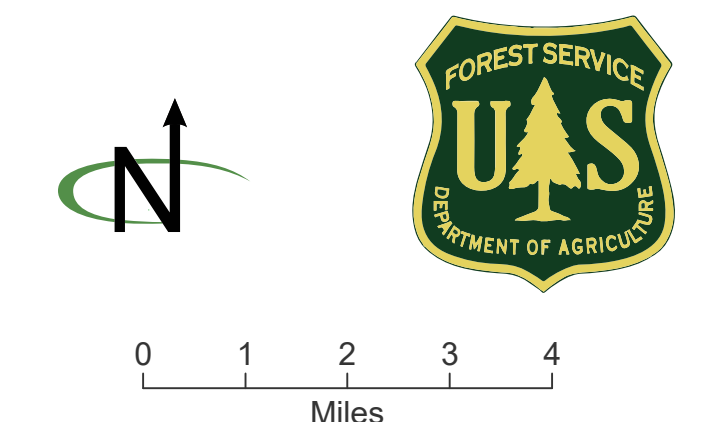 N
FOREST SERVICE
U S
DEPARTMENT OF AGRICULTURE
0 1 2 3 4
Miles